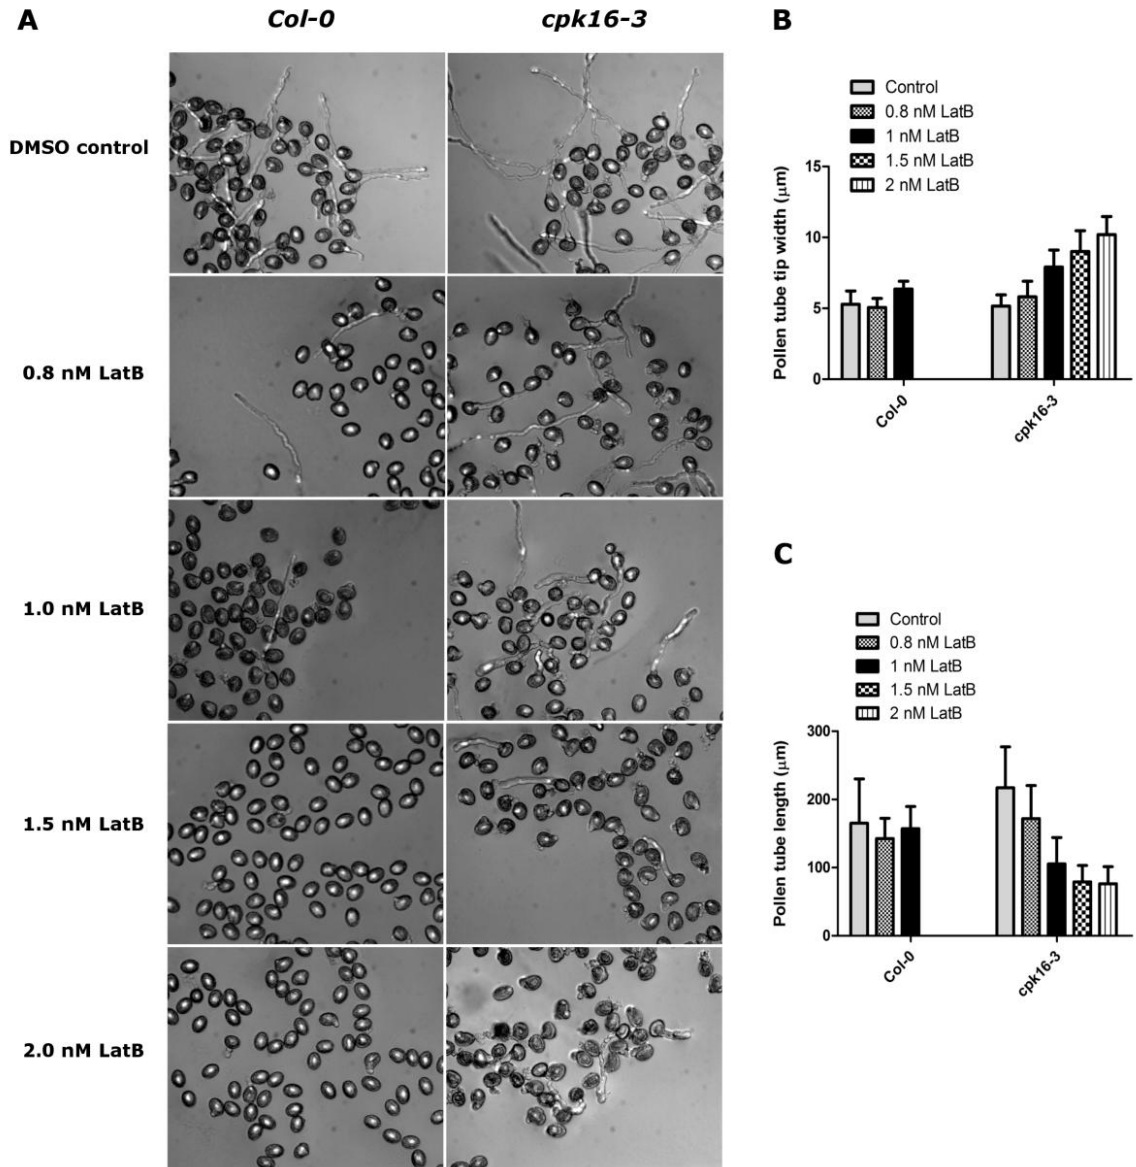 A
Col-0
cpk16-3
DMSO control
0.8 nM LatB
1.0 nM LatB
1.5 nM LatB
2.0 nM LatB
B
Control
0.8 nM LatB
1 nM LatB
1.5 nM LatB
2 nM LatB
Pollen tube tip width (μm)
15
10
5
0
Col-0
cpk16-3
C
Control
0.8 nM LatB
1 nM LatB
1.5 nM LatB
2 nM LatB
Pollen tube length (μm)
300
200
100
0
Col-0
cpk16-3